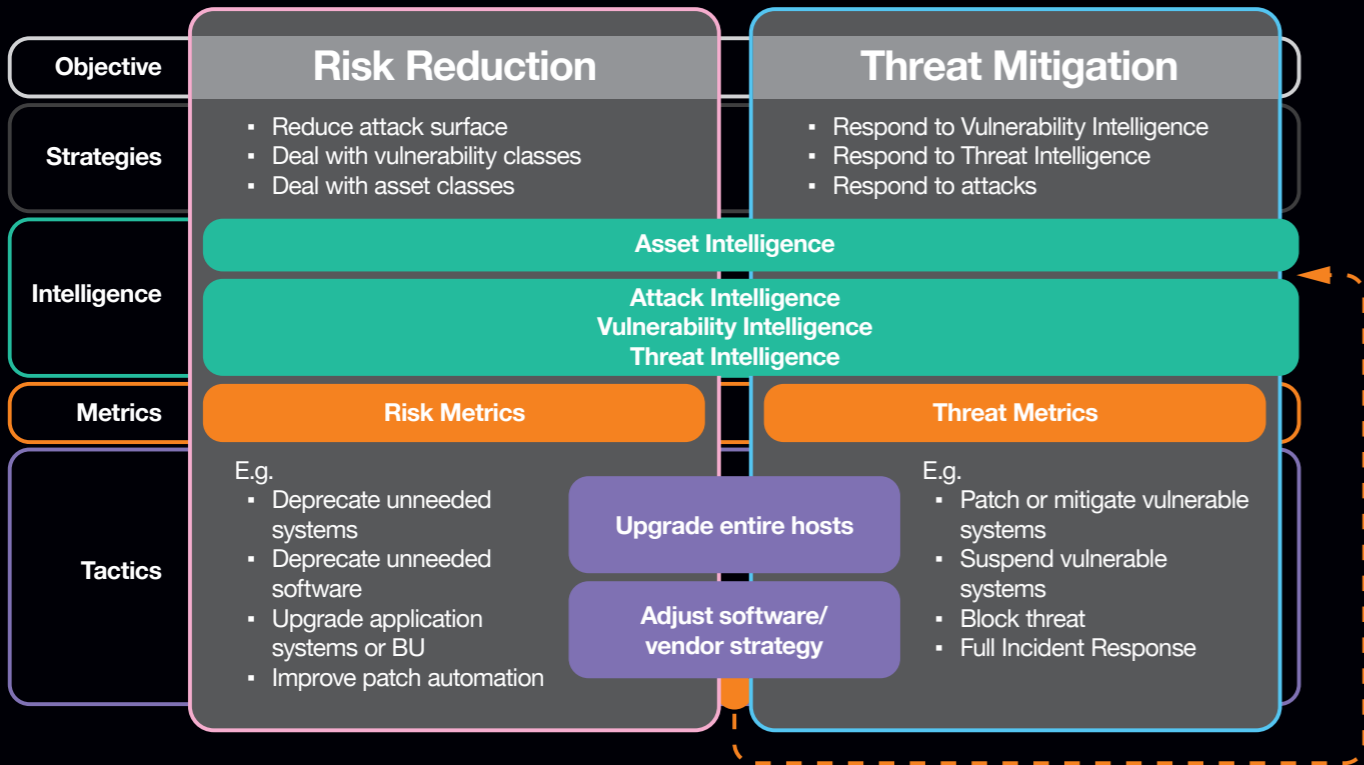 Objective
Risk Reduction
Threat Mitigation
Strategies
▪ Reduce attack surface
▪ Deal with vulnerability classes
▪ Deal with asset classes
▪ Respond to Vulnerability Intelligence
▪ Respond to Threat Intelligence
▪ Respond to attacks
Intelligence
Asset Intelligence
Attack Intelligence
Vulnerability Intelligence
Threat Intelligence
Metrics
Risk Metrics
Threat Metrics
Tactics
E.g.
▪ Deprecate unneeded
systems
▪ Deprecate unneeded
software
▪ Upgrade application
systems or BU
▪ Improve patch automation
Upgrade entire hosts
Adjust software/
vendor strategy
E.g.
▪ Patch or mitigate vulnerable
systems
▪ Suspend vulnerable
systems
▪ Block threat
▪ Full Incident Response